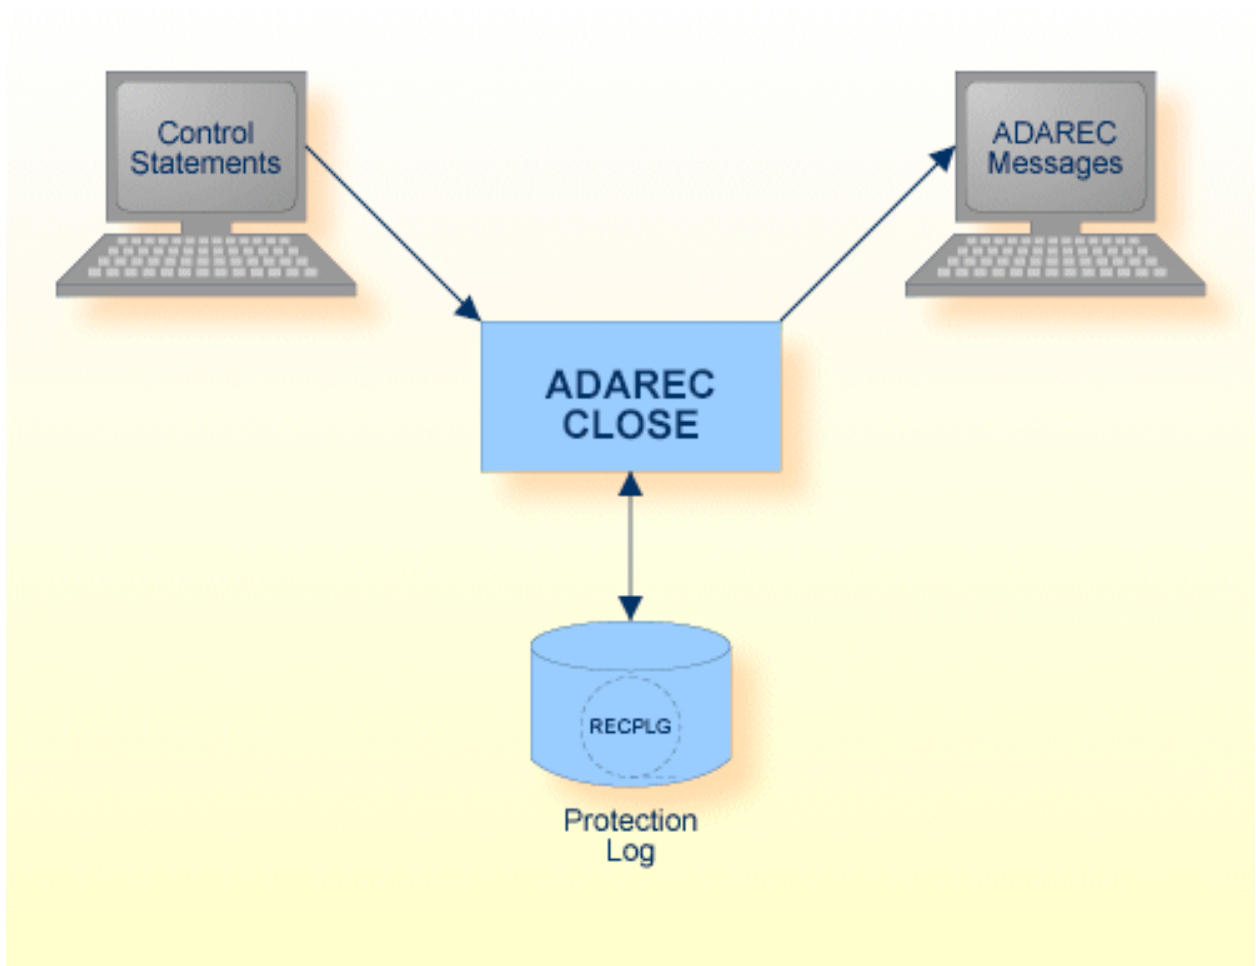 Control
Statements
ADAREC
Messages
ADAREC
CLOSE
RECPLG
Protection
Log